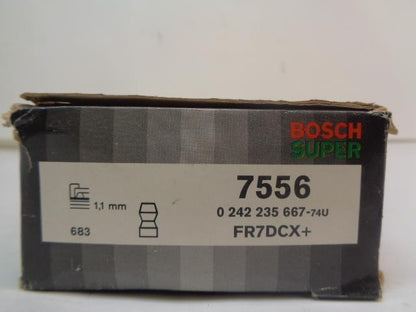 BOSCH
SUPER
7556
1,1 mm
0 242 235 667-74U
683
FR7DCX+